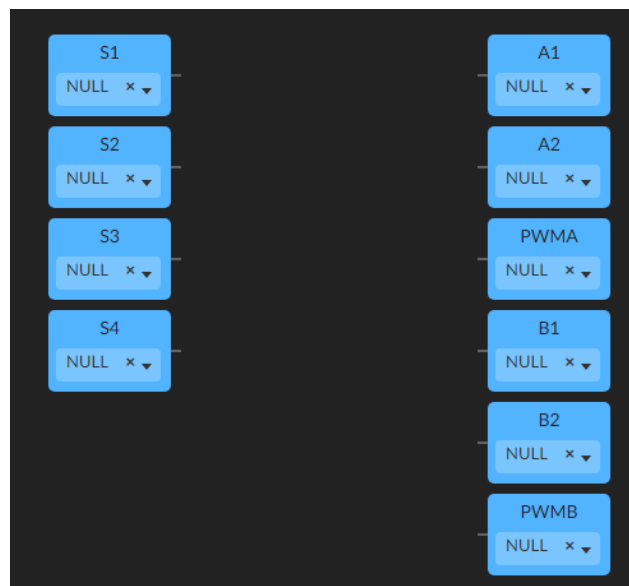 S1
NULL ×
S2
NULL ×
S3
NULL ×
S4
NULL ×
A1
NULL ×
A2
NULL ×
PWMA
NULL ×
B1
NULL ×
B2
NULL ×
PWMB
NULL ×